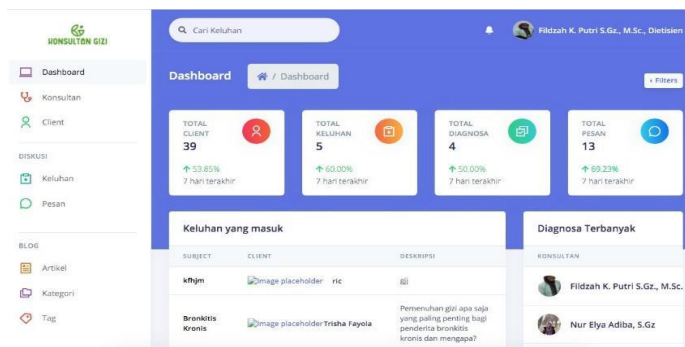 KONSULTAN GIZI
Dashboard
Konsultan
Client
DISKUSI
Keluhan
Pesan
BLOG
Artikel
Kategori
Tag
Cari Keluhan
Fildzah K. Putri S.Gz., M.Sc., Dietisien
Dashboard
/ Dashboard
Filters
TOTAL
CLIENT
39
53.85%
7 hari terakhir
TOTAL
KELUHAN
5
60.00%
7 hari terakhir
TOTAL
DIAGNOSA
4
50.00%
7 hari terakhir
TOTAL
PESAN
13
69.23%
7 hari terakhir
Keluhan yang masuk
SUBJECT CLIENT DESKRIPSI
kfhjm Image placeholder ric
Bronkitis
Kronis
Image placeholder Trisha Fayola
Pemenuhan gizi apa saja
yang paling penting bagi
penderita bronkitis
kronis dan mengapa?
Diagnosa Terbanyak
KONSULTAN
Fildzah K. Putri S.Gz., M.Sc.
Nur Elya Adiba, S.Gz